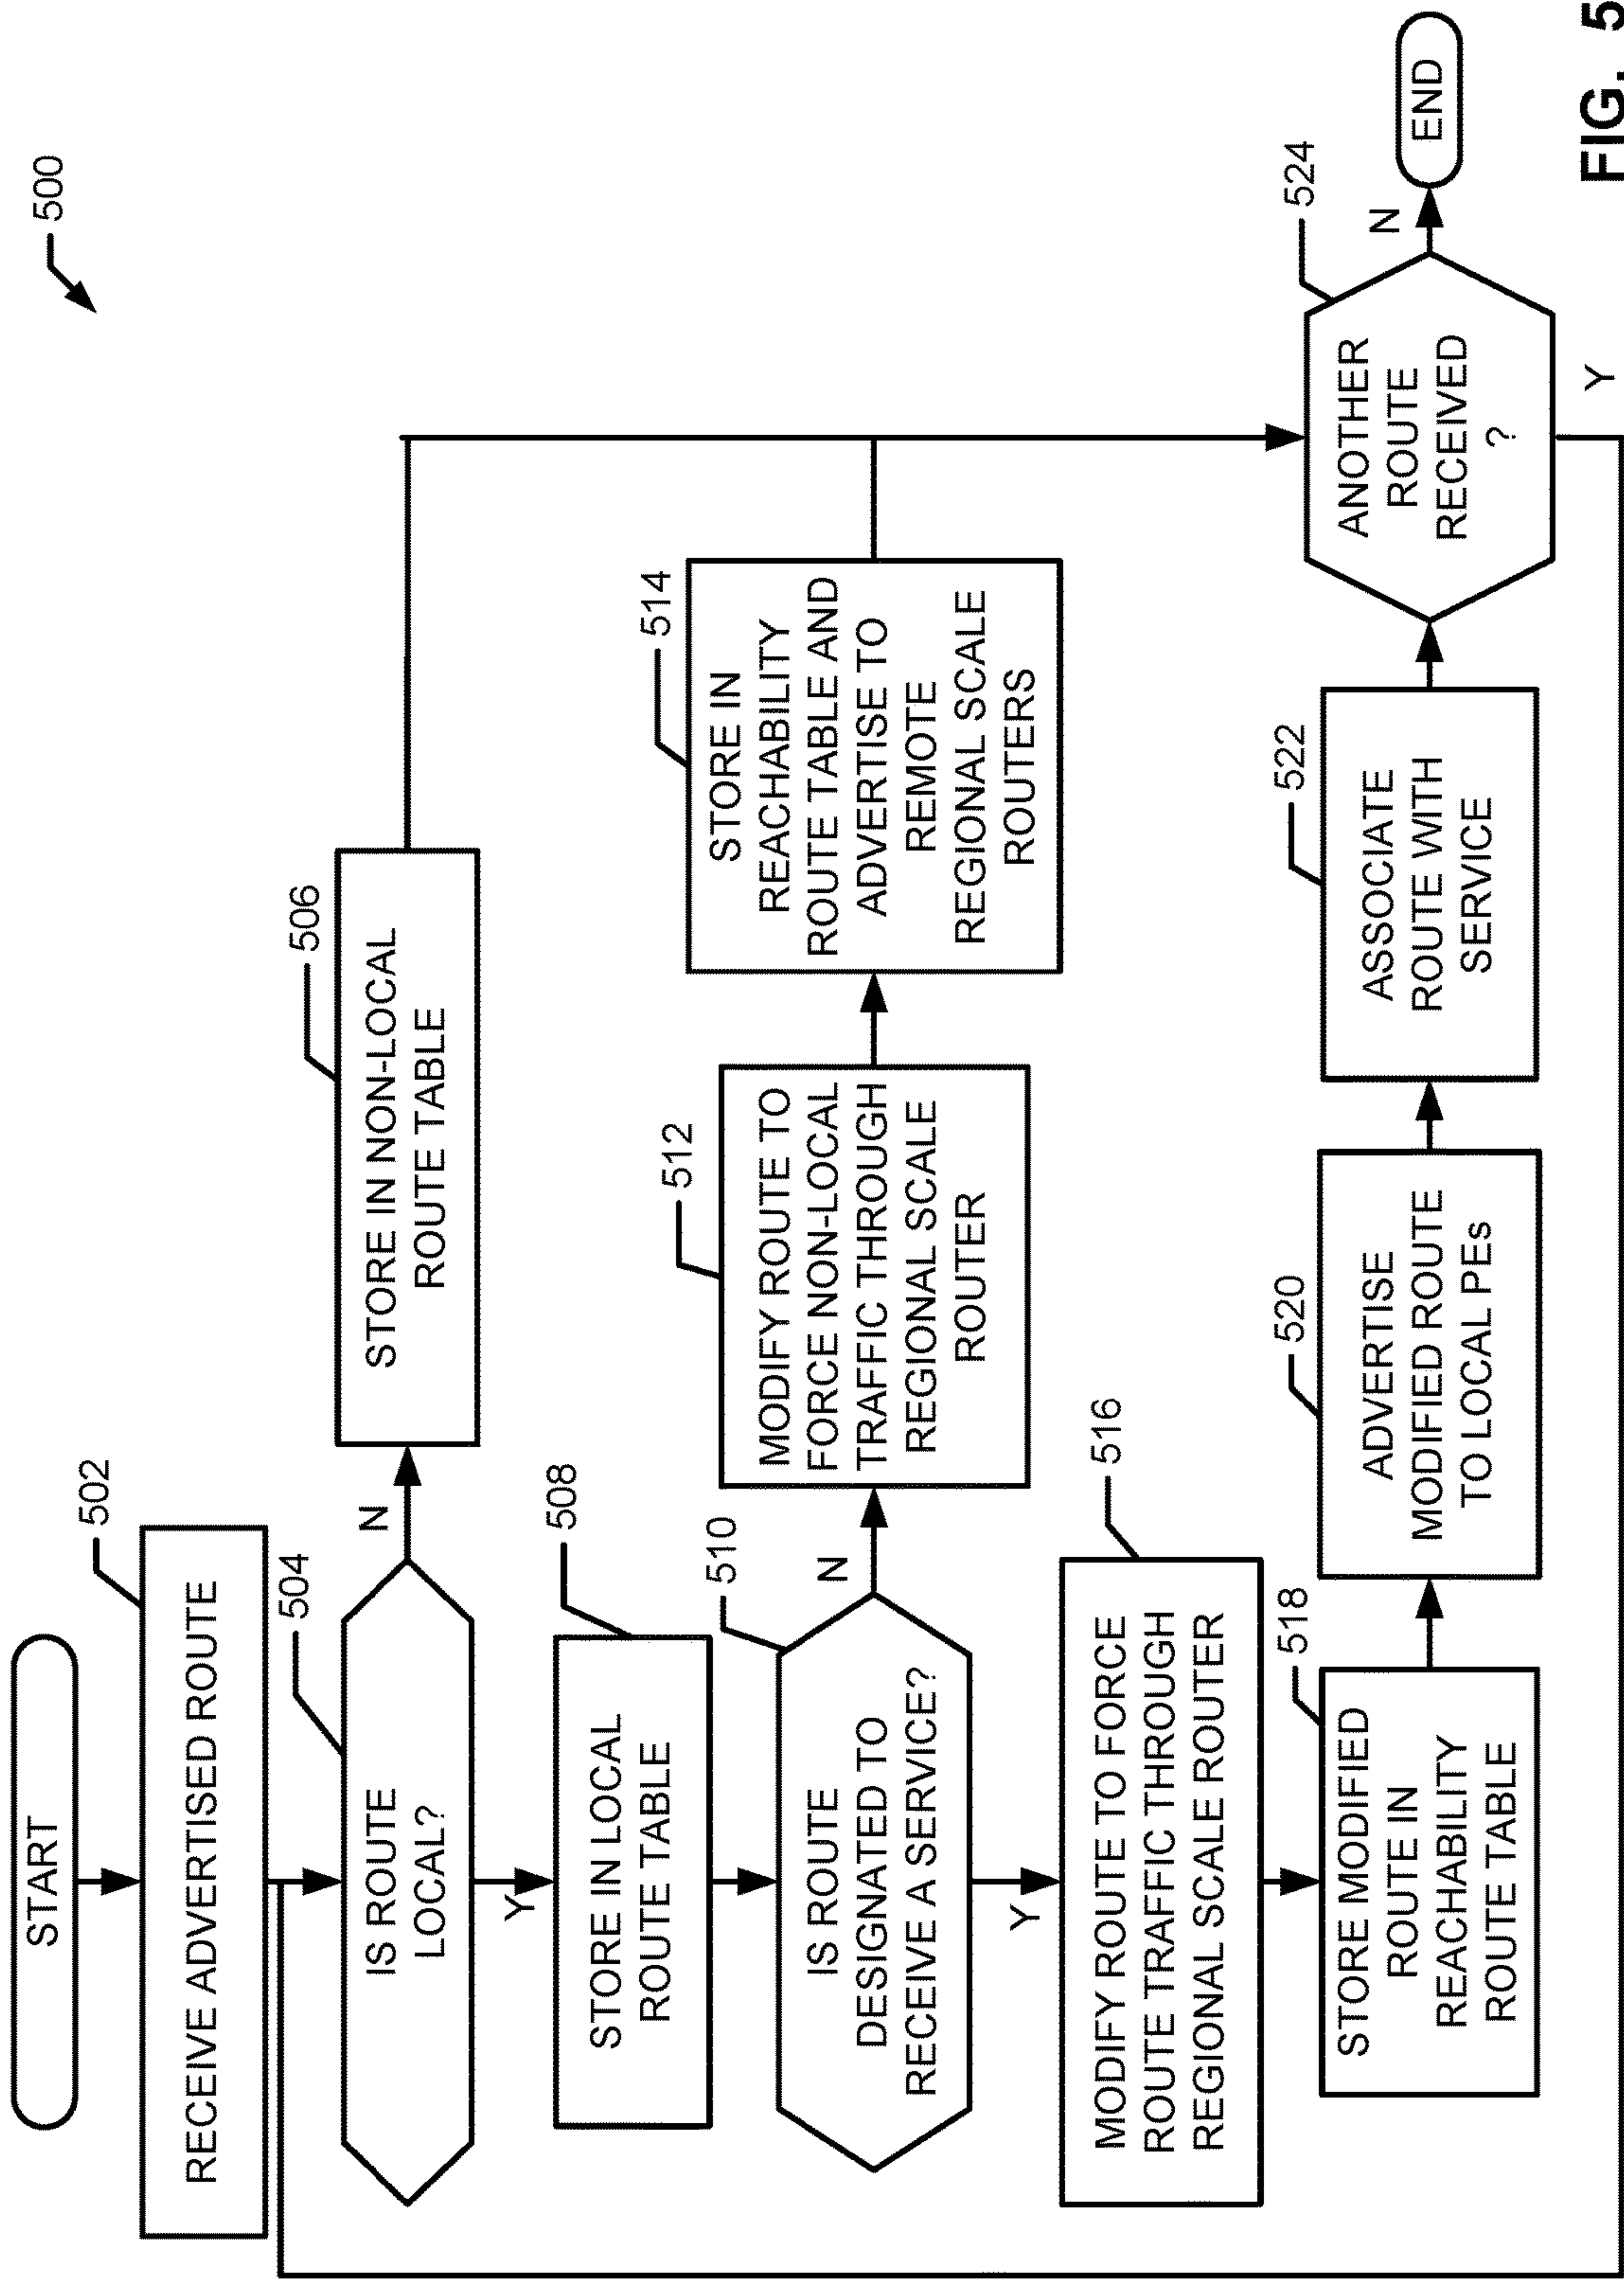 500
START
502
RECEIVE ADVERTISED ROUTE
504
IS ROUTE
LOCAL?
N
506
STORE IN NON-LOCAL
ROUTE TABLE
Y
508
STORE IN LOCAL
ROUTE TABLE
510
IS ROUTE
DESIGNATED TO
RECEIVE A SERVICE?
N
512
MODIFY ROUTE TO
FORCE NON-LOCAL
TRAFFIC THROUGH
REGIONAL SCALE
ROUTER
514
STORE IN
REACHABILITY
ROUTE TABLE AND
ADVERTISE TO
REMOTE
REGIONAL SCALE
ROUTERS
Y
516
MODIFY ROUTE TO FORCE
ROUTE TRAFFIC THROUGH
REGIONAL SCALE ROUTER
518
STORE MODIFIED
ROUTE IN
REACHABILITY
ROUTE TABLE
520
ADVERTISE
MODIFIED ROUTE
TO LOCAL PEs
522
ASSOCIATE
ROUTE WITH
SERVICE
524
ANOTHER
ROUTE
RECEIVED
?
N
END
Y
FIG. 5